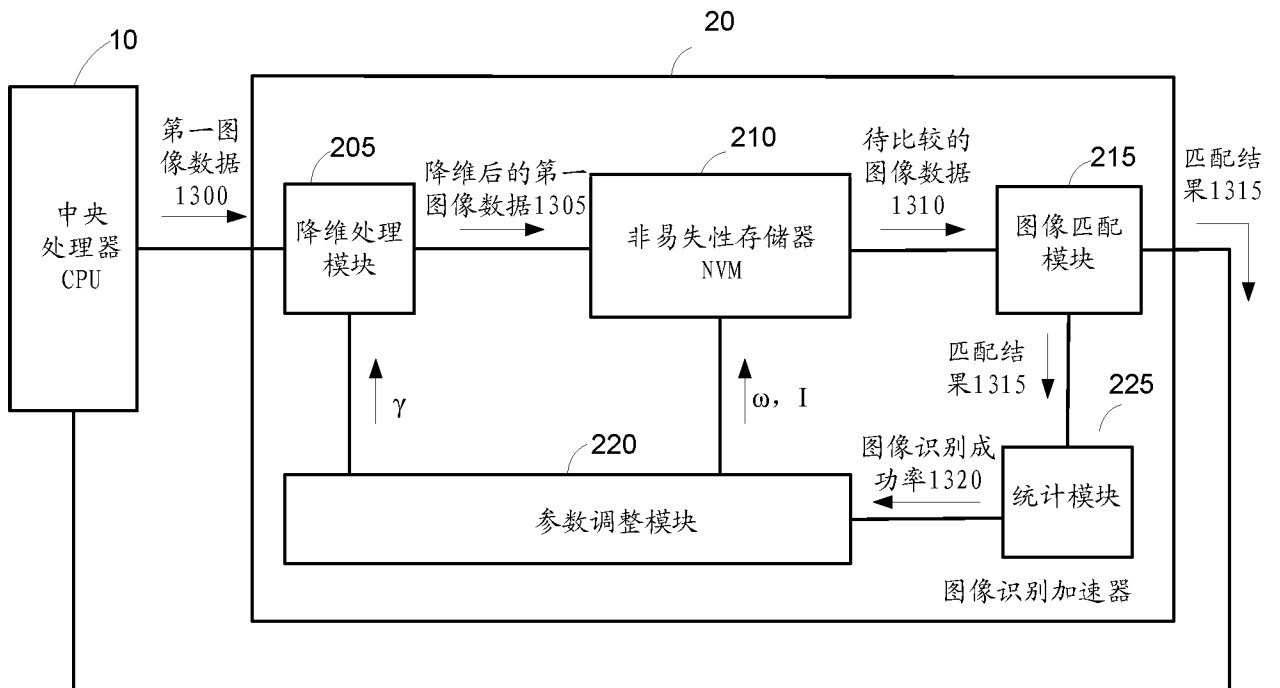 10
20
第一图
像数据
1300
205
降维后的第一
图像数据1305
210
待比较的
图像数据
1310
215
匹配结
果1315
中央
处理器
CPU
降维处理
模块
非易失性存储器
NVM
图像匹配
模块
γ
ω, I
匹配结
果1315
225
220
图像识别成
功率1320
参数调整模块
统计模块
图像识别加速器